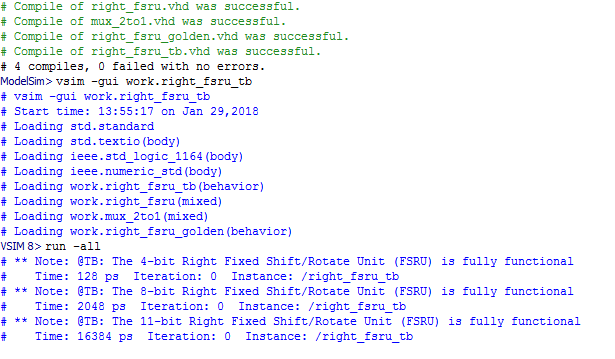 # Compile of right_fsru.vhd was successful.
# Compile of mux_2to1.vhd was successful.
# Compile of right_fsru_golden.vhd was successful.
# Compile of right_fsru_tb.vhd was successful.
# 4 compiles, 0 failed with no errors.
ModelSim> vsim -gui work.right_fsru_tb
# vsim -gui work.right_fsru_tb
# Start time: 13:55:17 on Jan 29,2018
# Loading std.standard
# Loading std.textio(body)
# Loading ieee.std_logic_1164(body)
# Loading ieee.numeric_std(body)
# Loading work.right_fsru_tb(behavior)
# Loading work.right_fsru(mixed)
# Loading work.mux_2to1(mixed)
# Loading work.right_fsru_golden(behavior)
VSIM 8> run -all
# ** Note: @TB: The 4-bit Right Fixed Shift/Rotate Unit (FSRU) is fully functional
#    Time: 128 ps  Iteration: 0  Instance: /right_fsru_tb
# ** Note: @TB: The 8-bit Right Fixed Shift/Rotate Unit (FSRU) is fully functional
#    Time: 2048 ps  Iteration: 0  Instance: /right_fsru_tb
# ** Note: @TB: The 11-bit Right Fixed Shift/Rotate Unit (FSRU) is fully functional
#    Time: 16384 ps  Iteration: 0  Instance: /right_fsru_tb